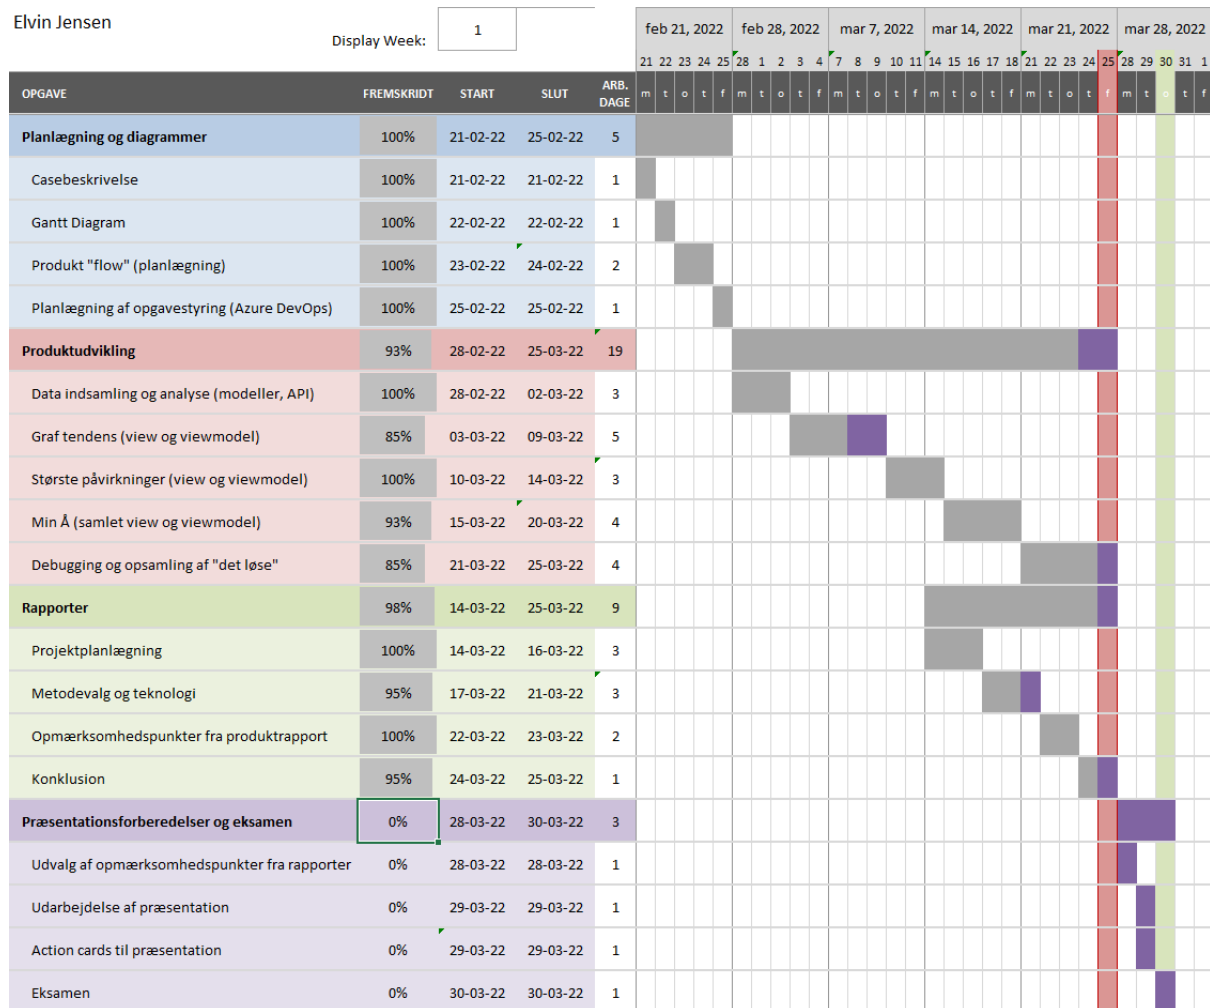 Elvin Jensen
Display Week: 1
feb 21, 2022 feb 28, 2022 mar 7, 2022 mar 14, 2022 mar 21, 2022 mar 28, 2022
21 22 23 24 25 28 1 2 3 4 7 8 9 10 11 14 15 16 17 18 21 22 23 24 25 28 29 30 31 1
OPGAVE FREMSKRIDT START SLUT ARB. DAGE m t o t f m t o t f m t o t f m t o t f m t o t f m t o t f
Planlægning og diagrammer 100% 21-02-22 25-02-22 5
Casebeskrivelse 100% 21-02-22 21-02-22 1
Gantt Diagram 100% 22-02-22 22-02-22 1
Produkt "flow" (planlægning) 100% 23-02-22 24-02-22 2
Planlægning af opgavestyring (Azure DevOps) 100% 25-02-22 25-02-22 1
Produktudvikling 93% 28-02-22 25-03-22 19
Data indsamling og analyse (modeller, API) 100% 28-02-22 02-03-22 3
Graf tendens (view og viewmodel) 85% 03-03-22 09-03-22 5
Største påvirkninger (view og viewmodel) 100% 10-03-22 14-03-22 3
Min Å (samlet view og viewmodel) 93% 15-03-22 20-03-22 4
Debugging og opsamling af "det løse" 85% 21-03-22 25-03-22 4
Rapporter 98% 14-03-22 25-03-22 9
Projektplanlægning 100% 14-03-22 16-03-22 3
Metodevalg og teknologi 95% 17-03-22 21-03-22 3
Opmærksomhedspunkter fra produktrapport 100% 22-03-22 23-03-22 2
Konklusion 95% 24-03-22 25-03-22 1
Præsentationsforberedelser og eksamen 0% 28-03-22 30-03-22 3
Udvalg af opmærksomhedspunkter fra rapporter 0% 28-03-22 28-03-22 1
Udarbejdelse af præsentation 0% 29-03-22 29-03-22 1
Action cards til præsentation 0% 29-03-22 29-03-22 1
Eksamen 0% 30-03-22 30-03-22 1